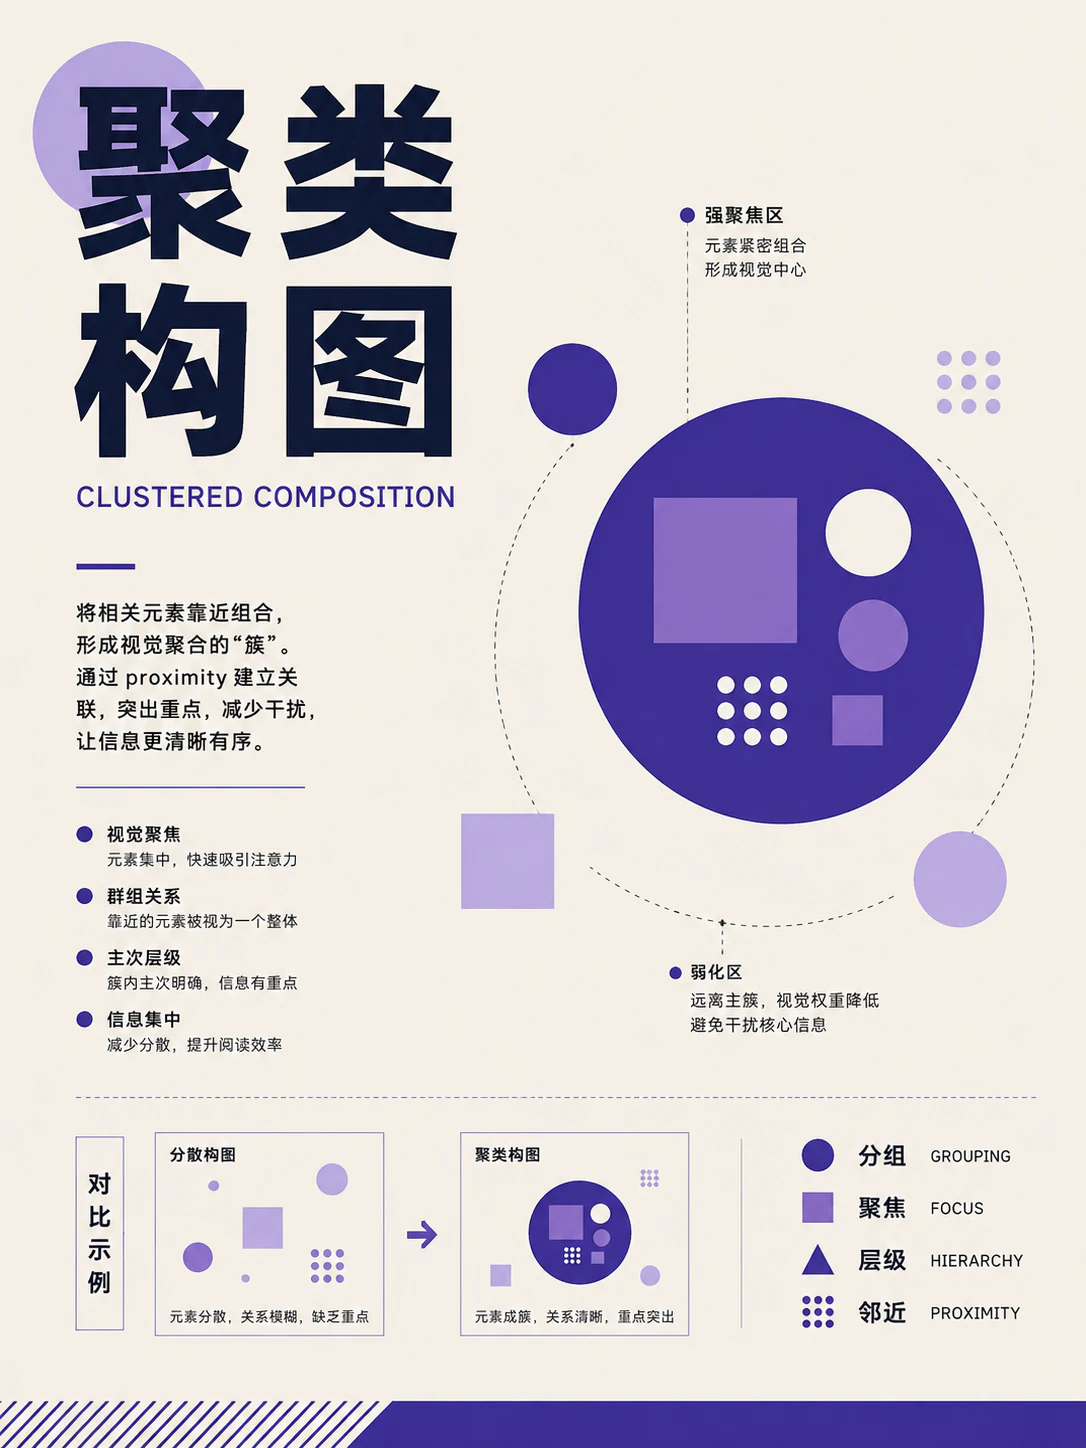 聚类
构图
CLUSTERED COMPOSITION
将相关元素靠近组合，
形成视觉聚合的“簇”。
通过 proximity 建立关
联，突出重点，减少干扰，
让信息更清晰有序。
视觉聚焦
元素集中，快速吸引注意力
群组关系
靠近的元素被视为一个整体
主次层级
簇内主次明确，信息有重点
信息集中
减少分散，提升阅读效率
强聚焦区
元素紧密组合
形成视觉中心
弱化区
远离主簇，视觉权重降低
避免干扰核心信息
对比示例
分散构图
元素分散，关系模糊，缺乏重点
聚类构图
元素成簇，关系清晰，重点突出
分组 GROUPING
聚焦 FOCUS
层级 HIERARCHY
邻近 PROXIMITY